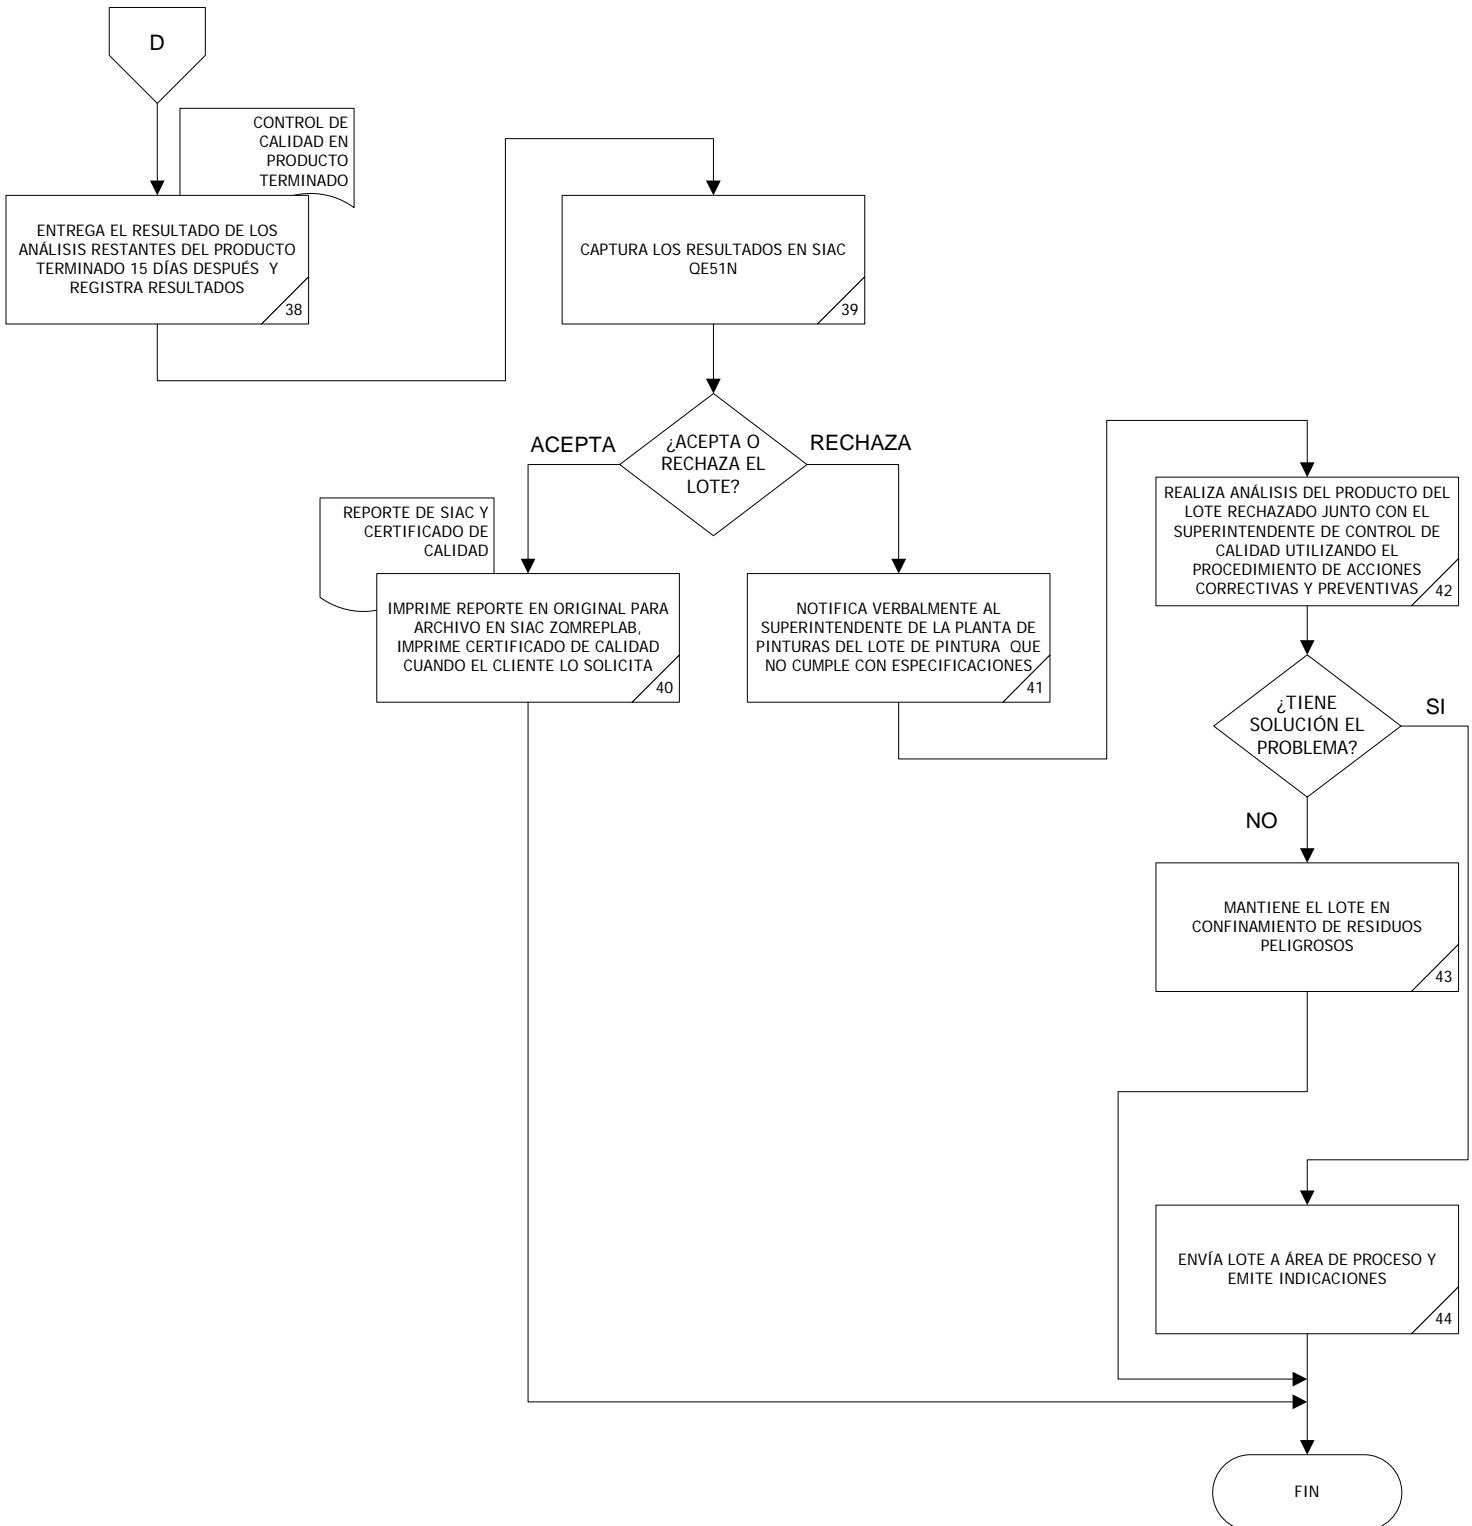 D
CONTROL DE
CALIDAD EN
PRODUCTO
TERMINADO
ENTREGA EL RESULTADO DE LOS
ANÁLISIS RESTANTES DEL PRODUCTO
TERMINADO 15 DÍAS DESPUÉS Y
REGISTRA RESULTADOS
38
CAPTURA LOS RESULTADOS EN SIAC
QE51N
39
¿ACEPTA O
RECHAZA EL
LOTE?
ACEPTA
RECHAZA
REPORTE DE SIAC Y
CERTIFICADO DE
CALIDAD
IMPRIME REPORTE EN ORIGINAL PARA
ARCHIVO EN SIAC ZQMREPLAB,
IMPRIME CERTIFICADO DE CALIDAD
CUANDO EL CLIENTE LO SOLICITA
40
NOTIFICA VERBALMENTE AL
SUPERINTENDENTE DE LA PLANTA DE
PINTURAS DEL LOTE DE PINTURA QUE
NO CUMPLE CON ESPECIFICACIONES
41
REALIZA ANÁLISIS DEL PRODUCTO DEL
LOTE RECHAZADO JUNTO CON EL
SUPERINTENDENTE DE CONTROL DE
CALIDAD UTILIZANDO EL
PROCEDIMIENTO DE ACCIONES
CORRECTIVAS Y PREVENTIVAS
42
¿TIENE
SOLUCIÓN EL
PROBLEMA?
SI
NO
MANTIENE EL LOTE EN
CONFINAMIENTO DE RESIDUOS
PELIGROSOS
43
ENVÍA LOTE A ÁREA DE PROCESO Y
EMITE INDICACIONES
44
FIN